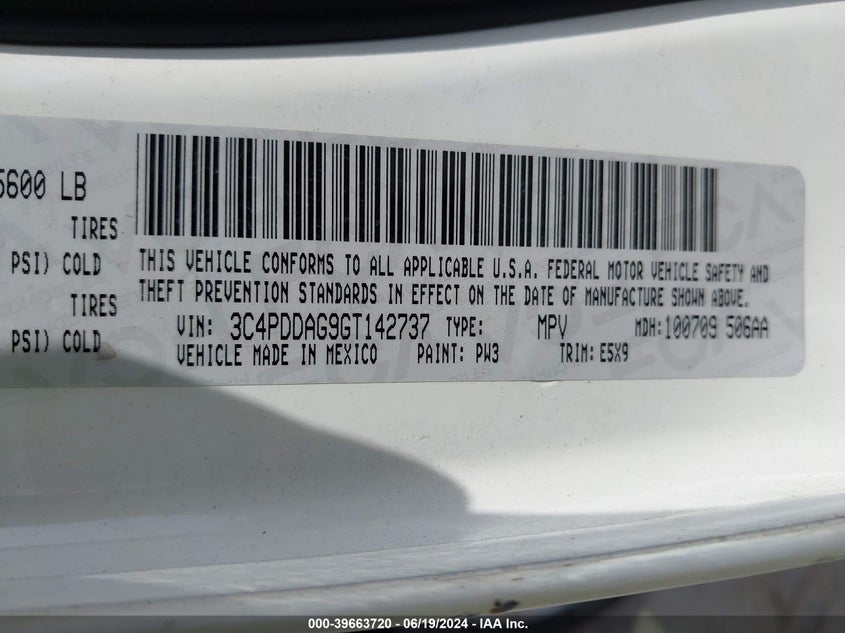 5600 LB
TIRES
PSI) COLD
TIRES
PSI) COLD
THIS VEHICLE CONFORMS TO ALL APPLICABLE U.S.A. FEDERAL MOTOR VEHICLE SAFETY AND
THEFT PREVENTION STANDARDS IN EFFECT ON THE DATE OF MANUFACTURE SHOWN ABOVE.
VIN: 3C4PDDAG9GT142737 TYPE: MPV MDH: 100709 506AA
VEHICLE MADE IN MEXICO PAINT: PW3 TRIM: E5X9
000-39663720 - 06/19/2024 - IAA Inc.